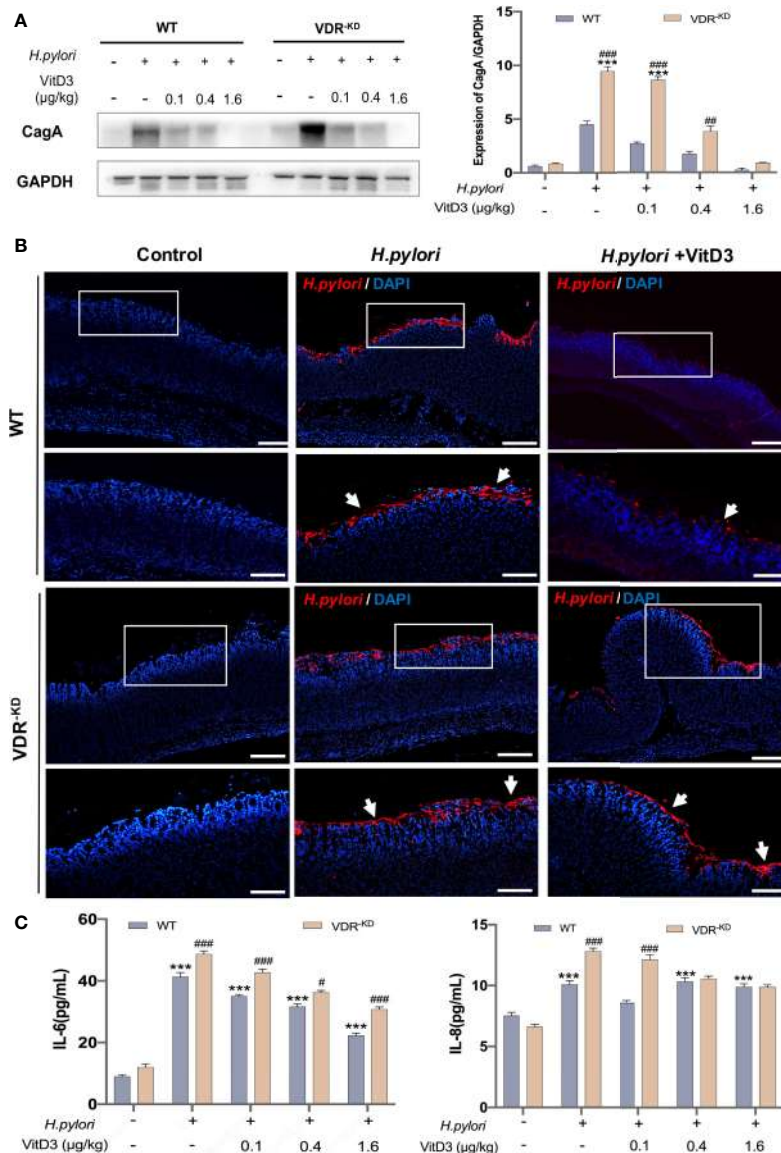 A
WT
VDR-KD
H.pylori - + + + + - + + + +
VitD3
(μg/kg) - - 0.1 0.4 1.6 - - 0.1 0.4 1.6
CagA
GAPDH
WT VDR-KD
Expression of CagA /GAPDH
15
10
5
0
###
***
###
***
##
H.pylori - + + + +
VitD3 (μg/kg) - - 0.1 0.4 1.6
B
Control H.pylori H.pylori +VitD3
WT
H.pylori / DAPI
H.pylori/ DAPI
VDR-KD
H.pylori / DAPI
H.pylori / DAPI
C
WT VDR-KD
IL-6(pg/mL)
60
40
20
0
*** ###
*** ###
*** #
*** ###
H.pylori - + + + +
VitD3 (μg/kg) - - 0.1 0.4 1.6
WT VDR-KD
IL-8(pg/mL)
15
10
5
0
*** ###
###
***
***
H.pylori - + + + +
VitD3 (μg/kg) - - 0.1 0.4 1.6